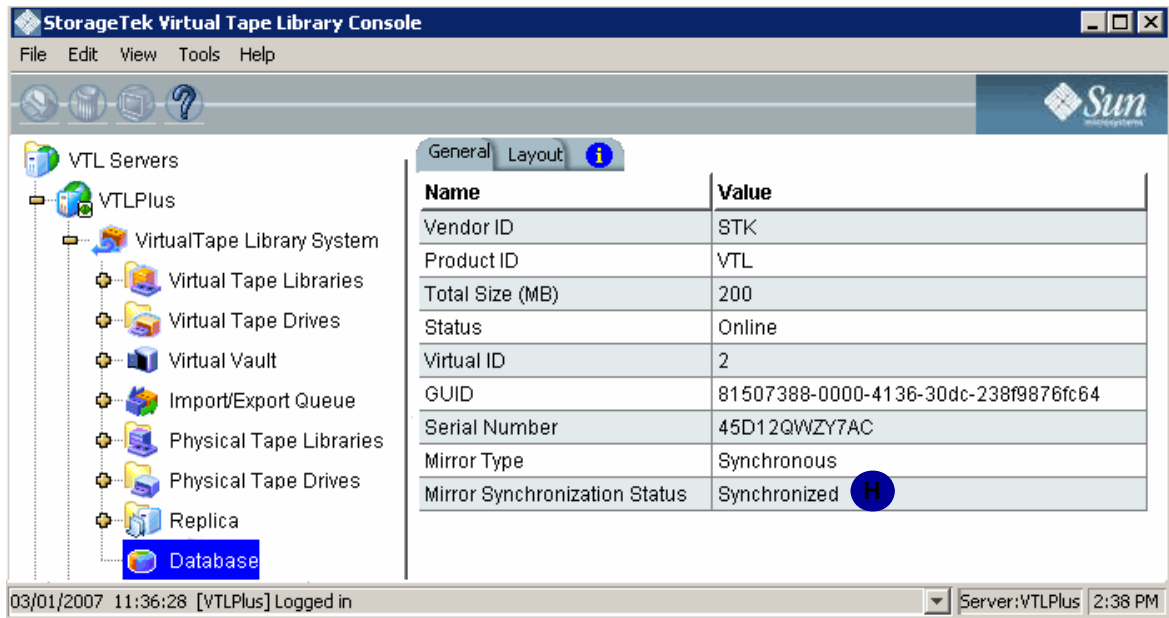 StorageTek Virtual Tape Library Console
File Edit View Tools Help
Sun
microsystems
VTL Servers
VTLPlus
VirtualTape Library System
Virtual Tape Libraries
Virtual Tape Drives
Virtual Vault
Import/Export Queue
Physical Tape Libraries
Physical Tape Drives
Replica
Database
General Layout i
Name Value
Vendor ID STK
Product ID VTL
Total Size (MB) 200
Status Online
Virtual ID 2
GUID 81507388-0000-4136-30dc-238f9876fc64
Serial Number 45D12QWZY7AC
Mirror Type Synchronous
Mirror Synchronization Status Synchronized H
03/01/2007 11:36:28 [VTLPlus] Logged in Server:VTLPlus 2:38 PM